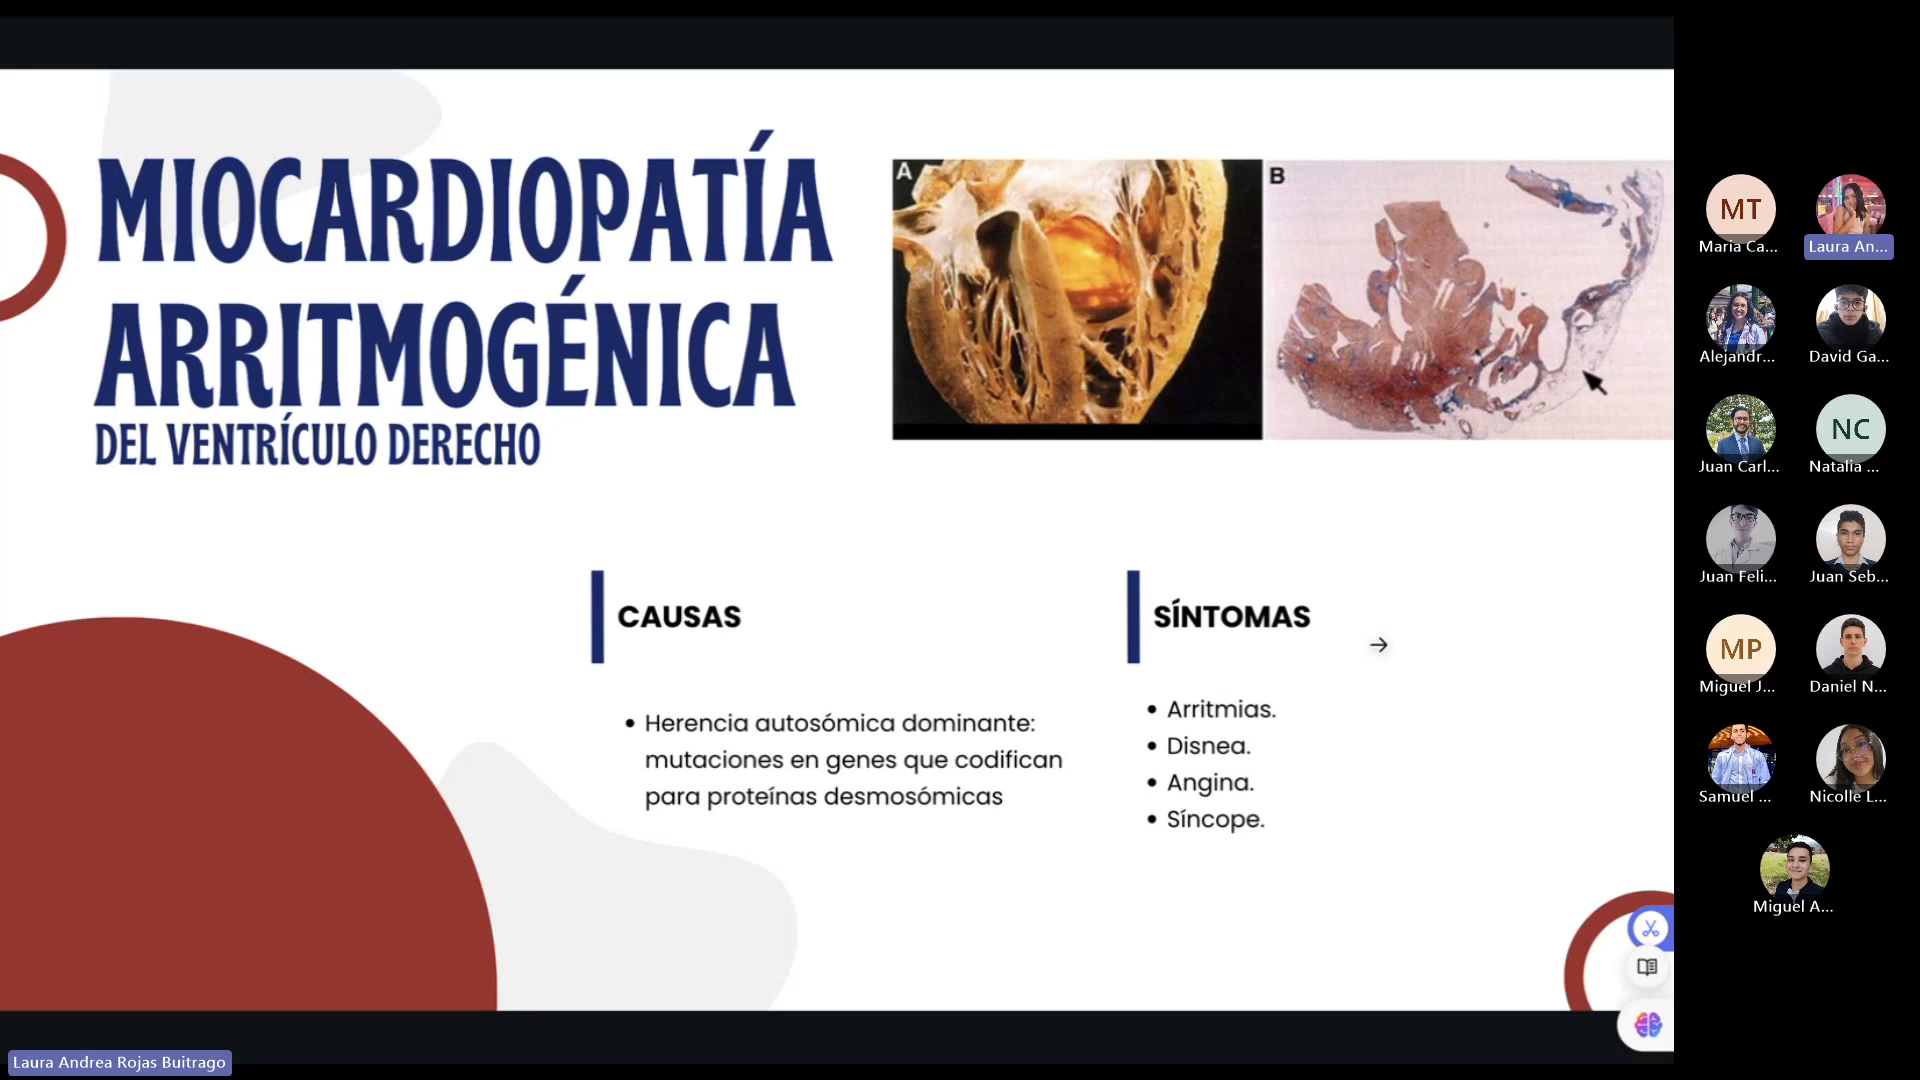 MIOCARDIOPATÍA
ARRITMOGÉNICA
DEL VENTRÍCULO DERECHO
A
B
CAUSAS
• Herencia autosómica dominante:
mutaciones en genes que codifican
para proteínas desmosómicas
SÍNTOMAS
• Arritmias.
• Disnea.
• Angina.
• Síncope.
MT
Maria Ca...
Laura An...
Alejandr...
David Ga...
Juan Carl...
NC
Natalia ...
Juan Feli...
Juan Seb...
MP
Miguel J...
Daniel N...
Samuel ...
Nicolle L...
Miguel A...
Laura Andrea Rojas Buitrago